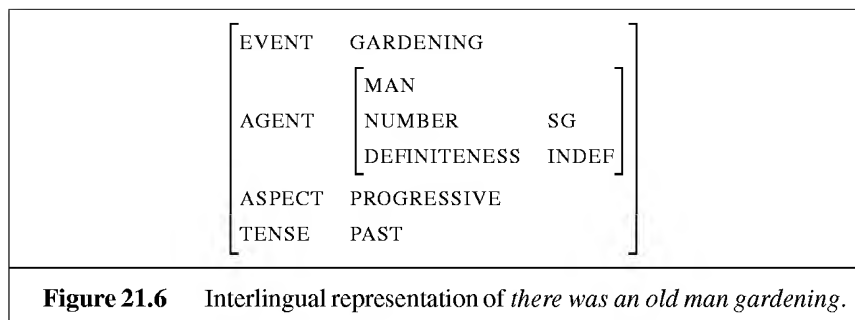 EVENT GARDENING
MAN
AGENT NUMBER SG
DEFINITENESS INDEF
ASPECT PROGRESSIVE
TENSE PAST
Figure 21.6 Interlingual representation of there was an old man gardening.